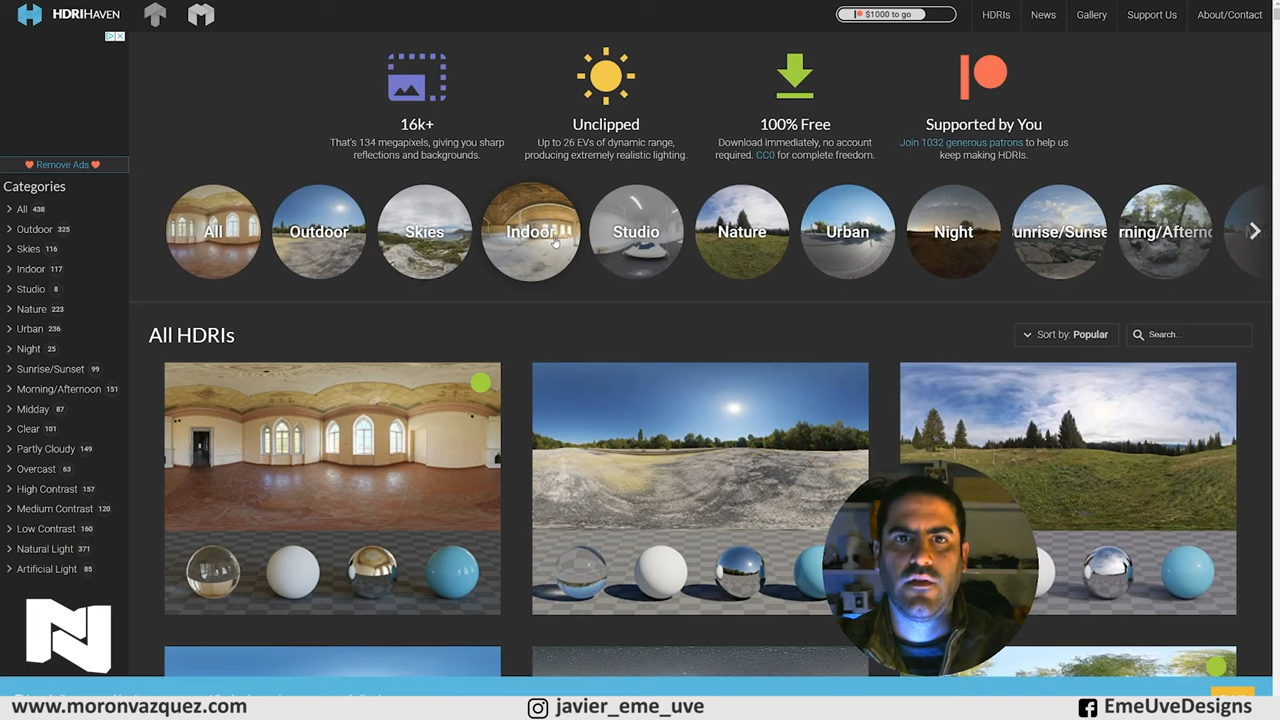 HDRIHAVEN
$1000 to go
HDRIs
News
Gallery
Support Us
About/Contact
16k+
That's 134 megapixels, giving you sharp
reflections and backgrounds.
Unclipped
Up to 26 EVs of dynamic range,
producing extremely realistic lighting.
100% Free
Download immediately, no account
required. CC0 for complete freedom.
Supported by You
Join 1032 generous patrons to help us
keep making HDRIs.
Remove Ads
Categories
All 438
Outdoor 325
Skies 116
Indoor 117
Studio 8
Nature 223
Urban 236
Night 25
Sunrise/Sunset 99
Morning/Afternoon 151
Midday 87
Clear 101
Partly Cloudy 149
Overcast 63
High Contrast 157
Medium Contrast 120
Low Contrast 160
Natural Light 371
Artificial Light 85
All
Outdoor
Skies
Indoor
Studio
Nature
Urban
Night
unrise/Sunse
rning/Afterno
All HDRIs
Sort by: Popular
Search...
www.moronvazquez.com
javier_eme_uve
EmeUveDesigns